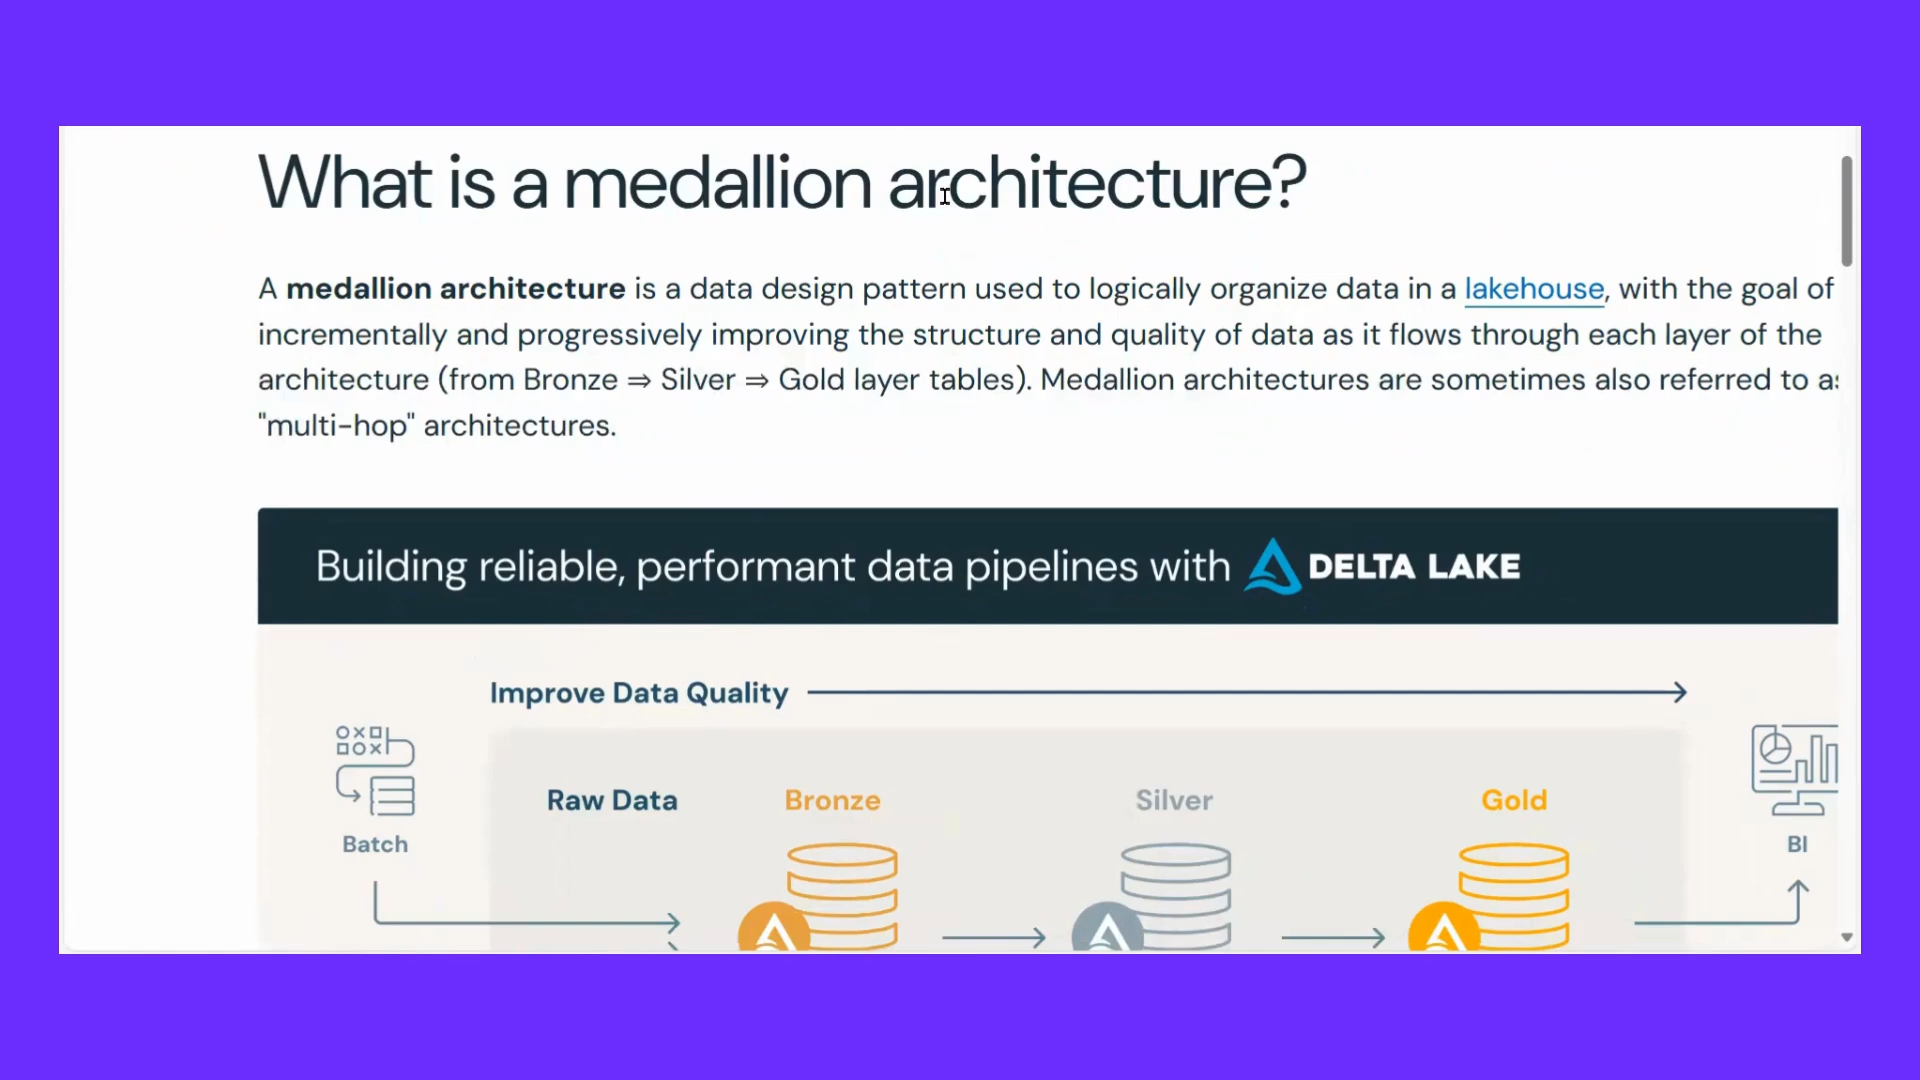 What is a medallion architecture?
A medallion architecture is a data design pattern used to logically organize data in a lakehouse, with the goal of
incrementally and progressively improving the structure and quality of data as it flows through each layer of the
architecture (from Bronze ⇒ Silver ⇒ Gold layer tables). Medallion architectures are sometimes also referred to as
"multi-hop" architectures.
Building reliable, performant data pipelines with DELTA LAKE
Improve Data Quality
Raw Data
Bronze
Silver
Gold
Batch
BI